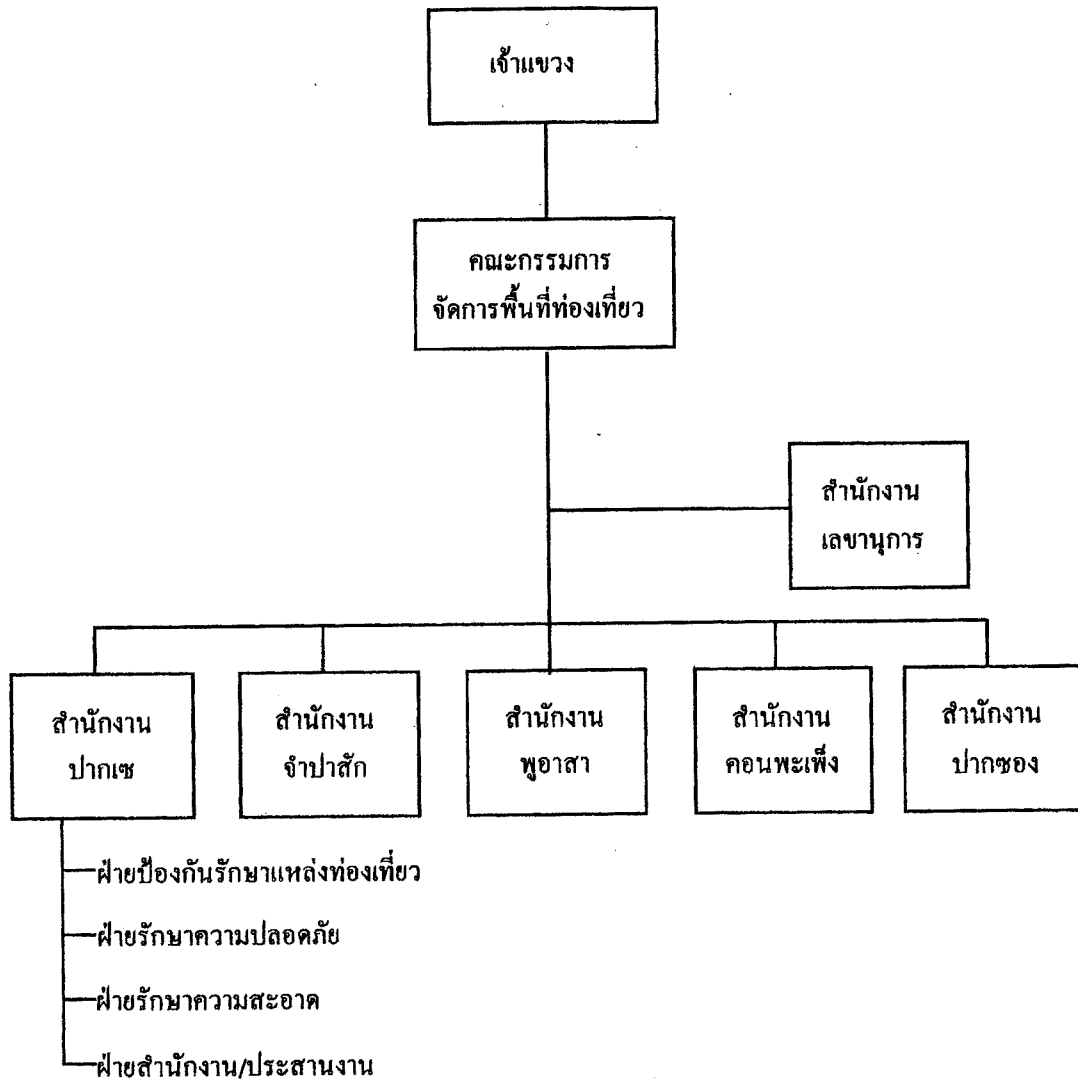 เจ้าแขวง
คณะกรรมการ
จัดการพื้นที่ท่องเที่ยว
สำนักงาน
เลขานุการ
สำนักงาน
ปากเซ
สำนักงาน
จำปาสัก
สำนักงาน
พูอาสา
สำนักงาน
คอนพะเพ็ง
สำนักงาน
ปากซอง
ฝ่ายป้องกันรักษาแหล่งท่องเที่ยว
ฝ่ายรักษาความปลอดภัย
ฝ่ายรักษาความสะอาด
ฝ่ายสำนักงาน/ประสานงาน